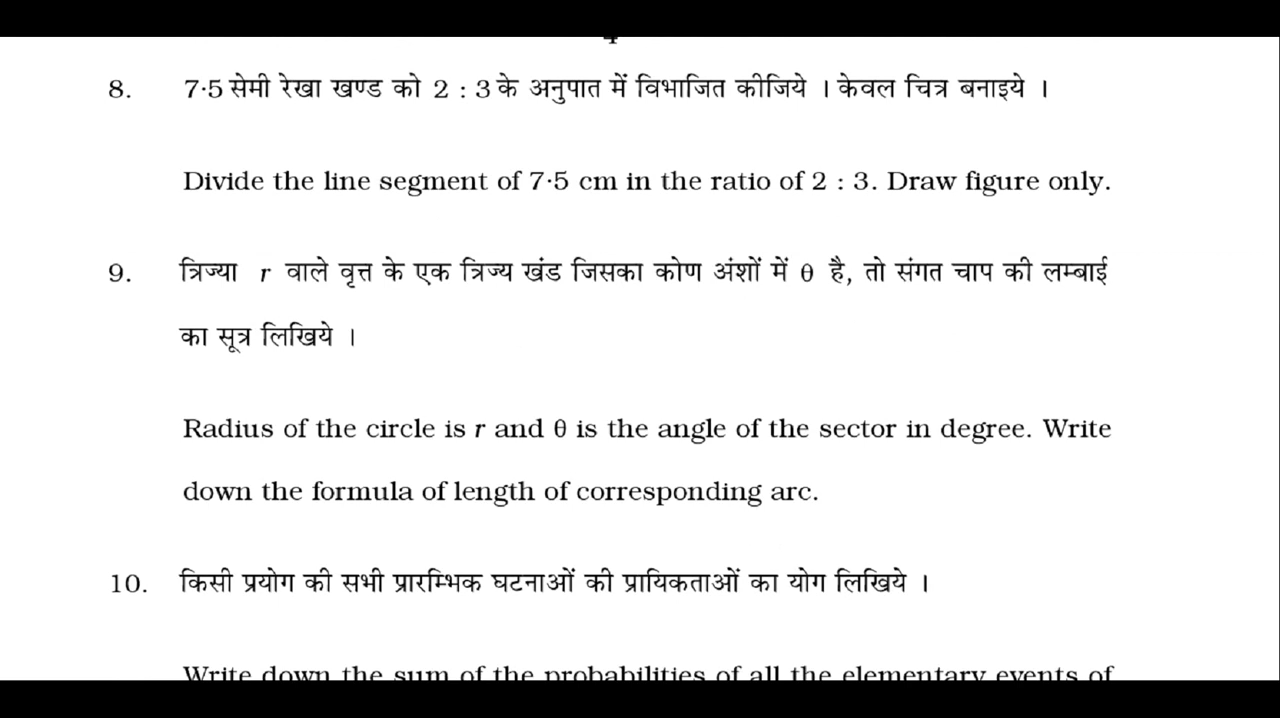 4
8. 7·5 सेमी रेखा खण्ड को 2 : 3 के अनुपात में विभाजित कीजिये । केवल चित्र बनाइये ।
Divide the line segment of 7·5 cm in the ratio of 2 : 3. Draw figure only.
9. त्रिज्या r वाले वृत्त के एक त्रिज्य खंड जिसका कोण अंशों में θ है, तो संगत चाप की लम्बाई
का सूत्र लिखिये ।
Radius of the circle is r and θ is the angle of the sector in degree. Write
down the formula of length of corresponding arc.
10. किसी प्रयोग की सभी प्रारम्भिक घटनाओं की प्रायिकताओं का योग लिखिये ।
Write down the sum of the probabilities of all the elementary events of